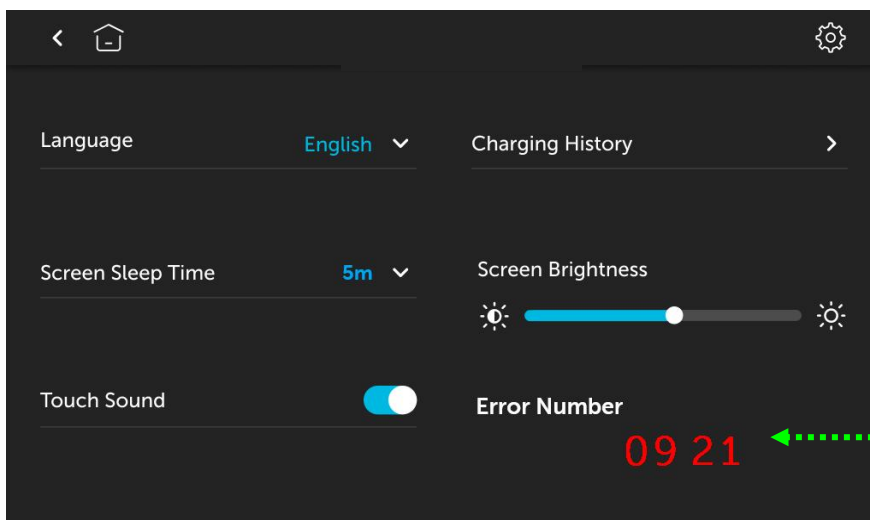 Language English
Charging History
Screen Sleep Time 5m
Screen Brightness
Touch Sound
Error Number
09 21